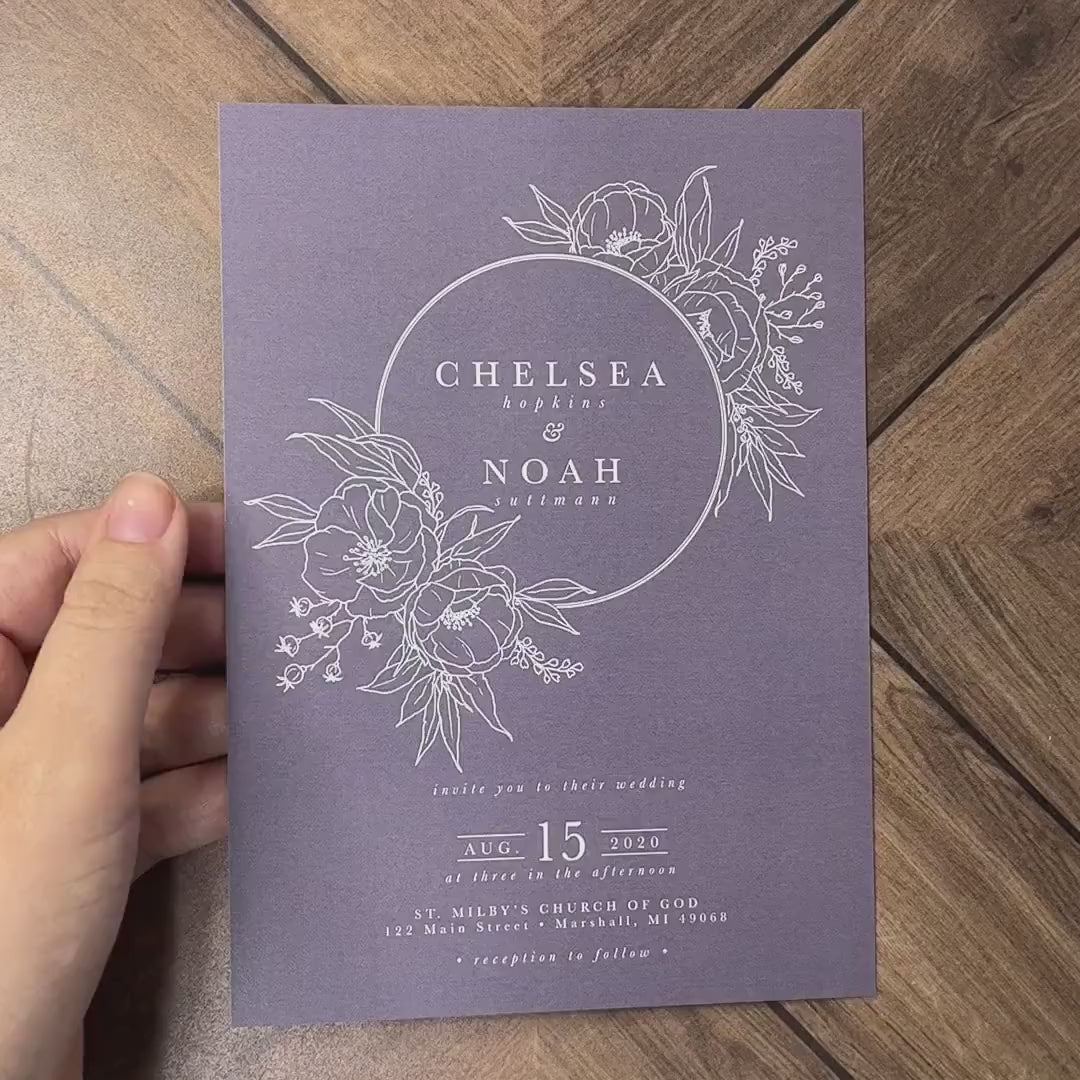 CHELSEA
hopkins
&
NOAH
suttmann
invite you to their wedding
AUG. 15 2020
at three in the afternoon
ST. MILBY'S CHURCH OF GOD
122 Main Street • Marshall, MI 49068
• reception to follow •